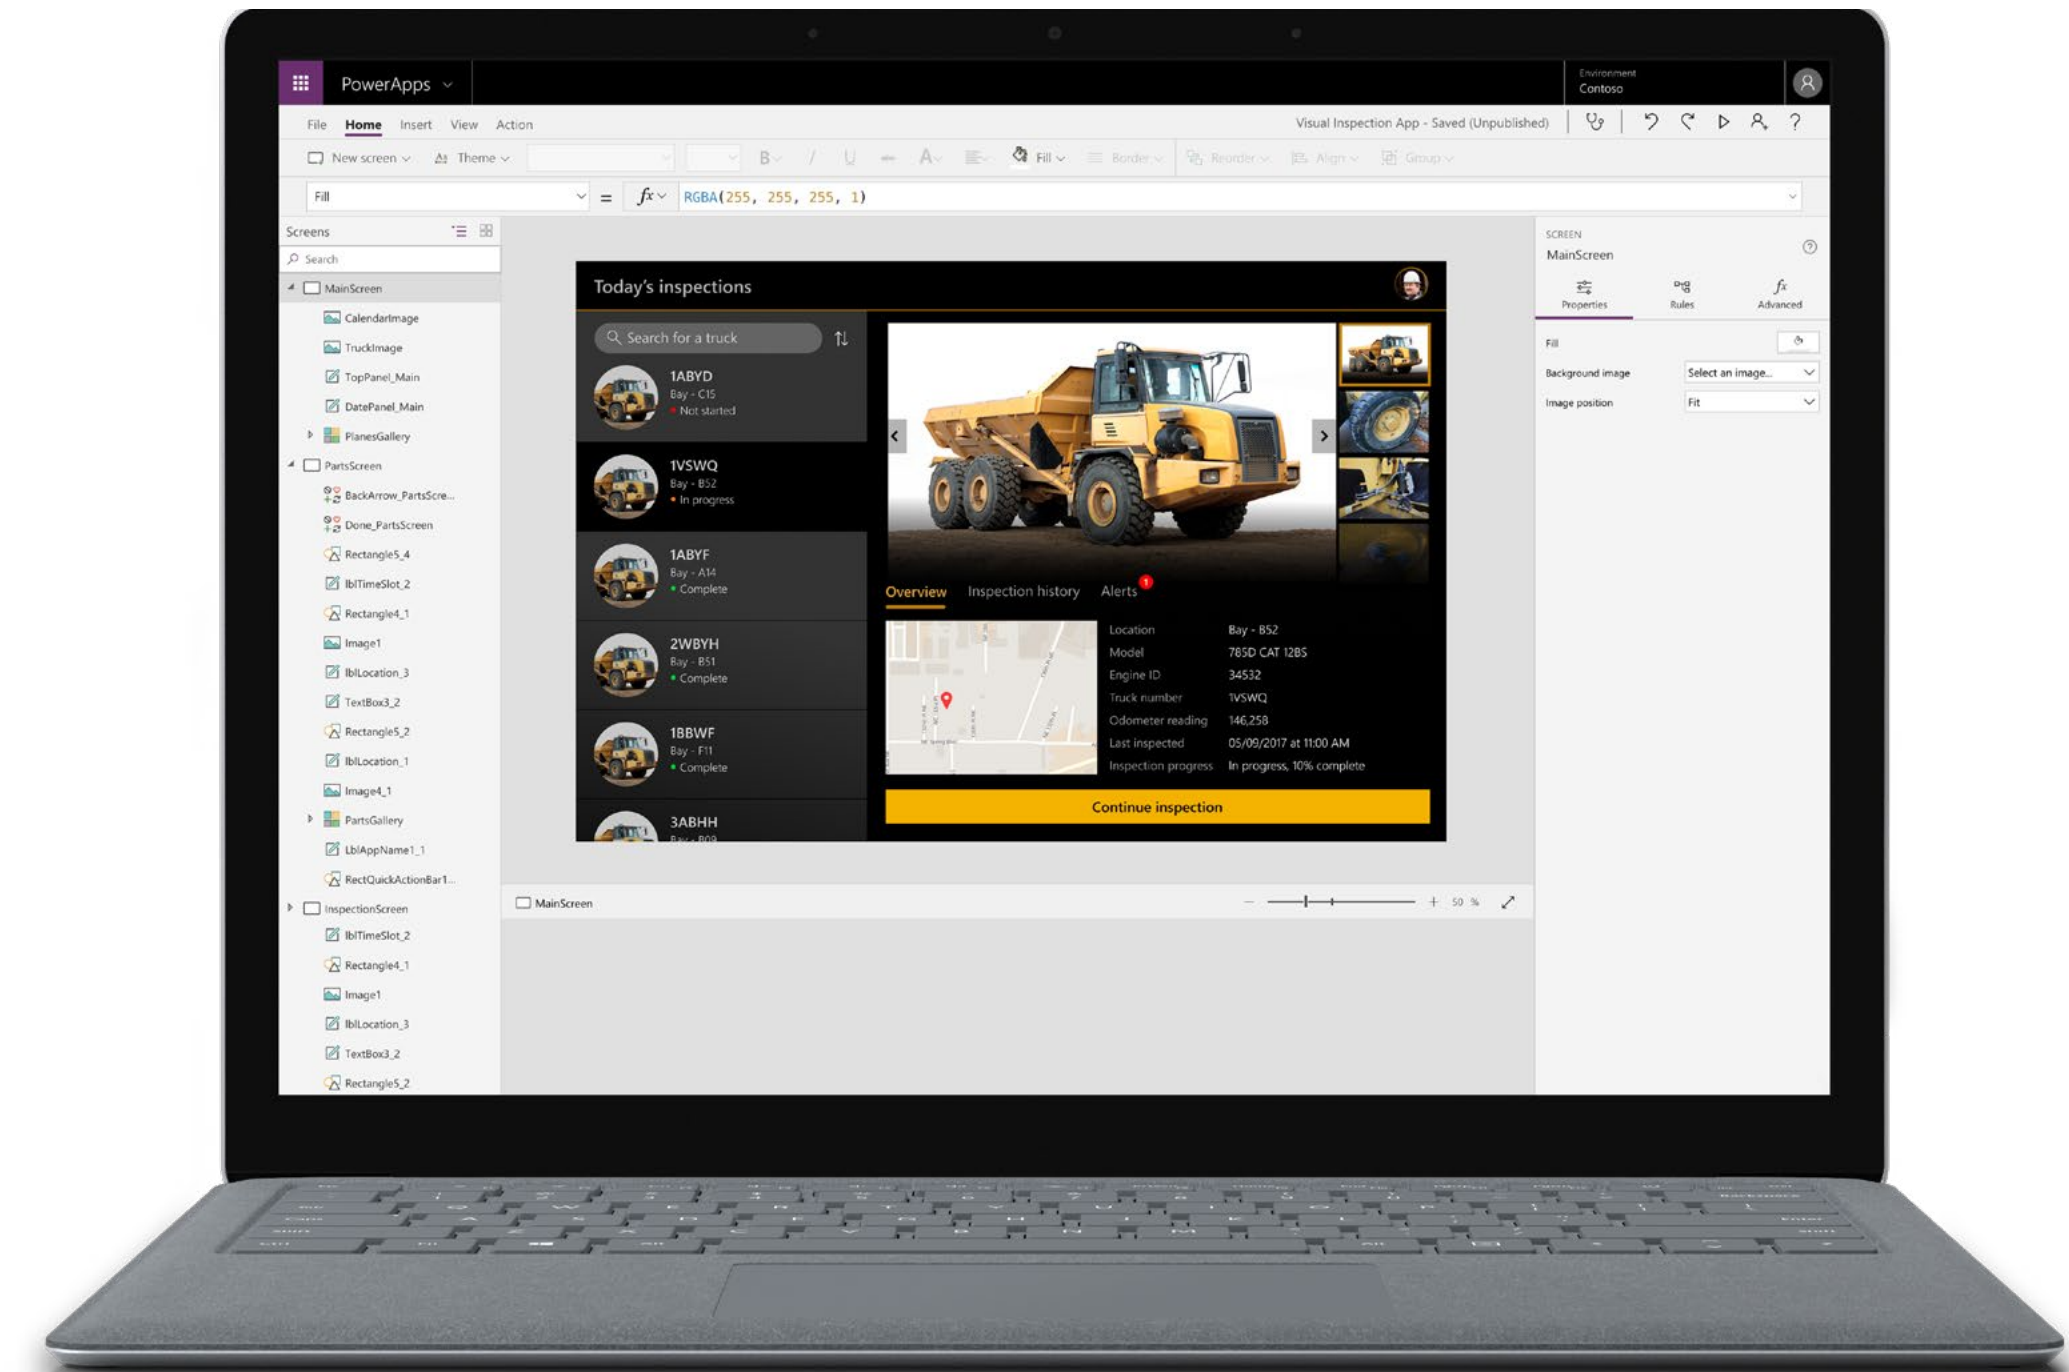 PowerApps
Environment
Contoso
File Home Insert View Action
Visual Inspection App - Saved (Unpublished)
New screen Theme B / U A Fill Border Reorder Align Group
Fill = fx RGBA(255, 255, 255, 1)
Screens
Search
MainScreen
CalendarImage
TruckImage
TopPanel_Main
DatePanel_Main
PlanesGallery
PartsScreen
BackArrow_PartsScre...
Done_PartsScreen
Rectangle5_4
lblTimeSlot_2
Rectangle4_1
Image1
lblLocation_3
TextBox3_2
Rectangle5_2
lblLocation_1
Image4_1
PartsGallery
LblAppName1_1
RectQuickActionBar1...
InspectionScreen
lblTimeSlot_2
Rectangle4_1
Image1
lblLocation_3
TextBox3_2
Rectangle5_2
Today's inspections
Search for a truck
1ABYD
Bay - C15
Not started
1VSWQ
Bay - B52
In progress
1ABYF
Bay - A14
Complete
2WBYH
Bay - B51
Complete
1BBWF
Bay - F11
Complete
3ABHH
Bay - B09
Overview Inspection history Alerts 1
Location Bay - B52
Model 785D CAT 12BS
Engine ID 34532
Truck number 1VSWQ
Odometer reading 146,258
Last inspected 05/09/2017 at 11:00 AM
Inspection progress In progress, 10% complete
Continue inspection
MainScreen
50 %
SCREEN
MainScreen
Properties Rules Advanced
Fill
Background image Select an image...
Image position Fit